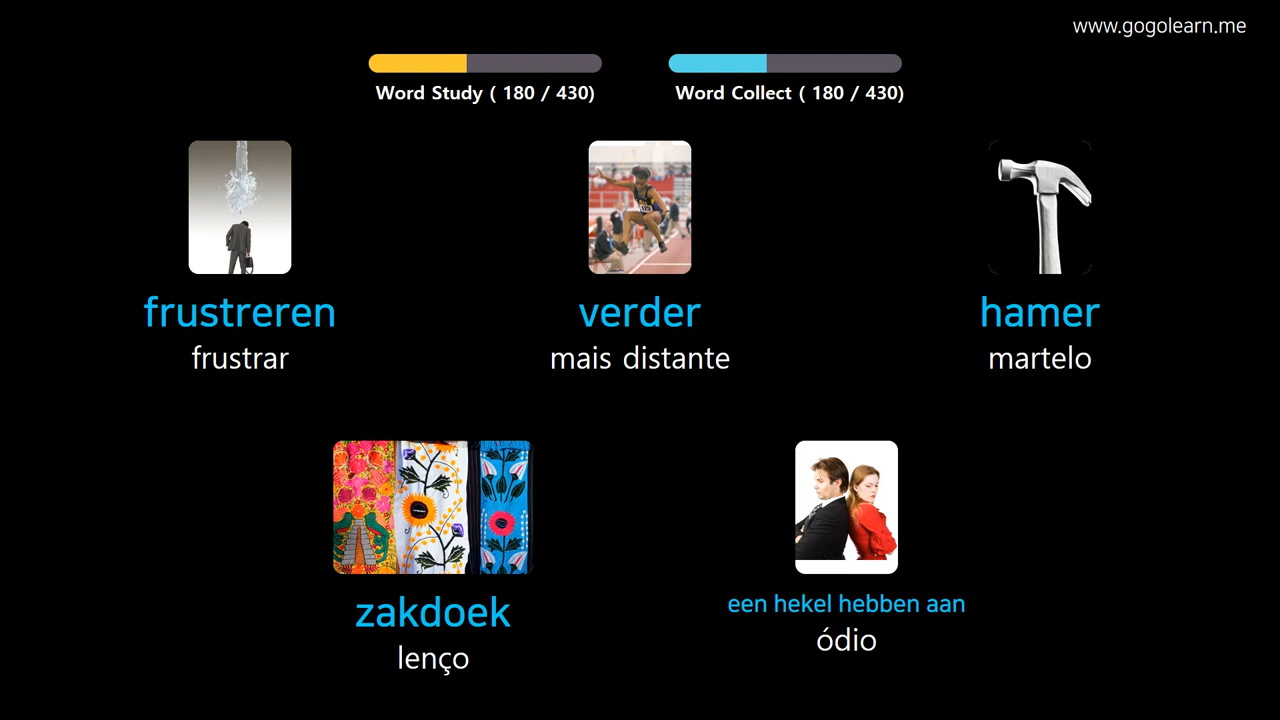 www.gogolearn.me
Word Study ( 180 / 430)
Word Collect ( 180 / 430)
frustreren
frustrar
verder
mais distante
hamer
martelo
zakdoek
lenço
een hekel hebben aan
ódio